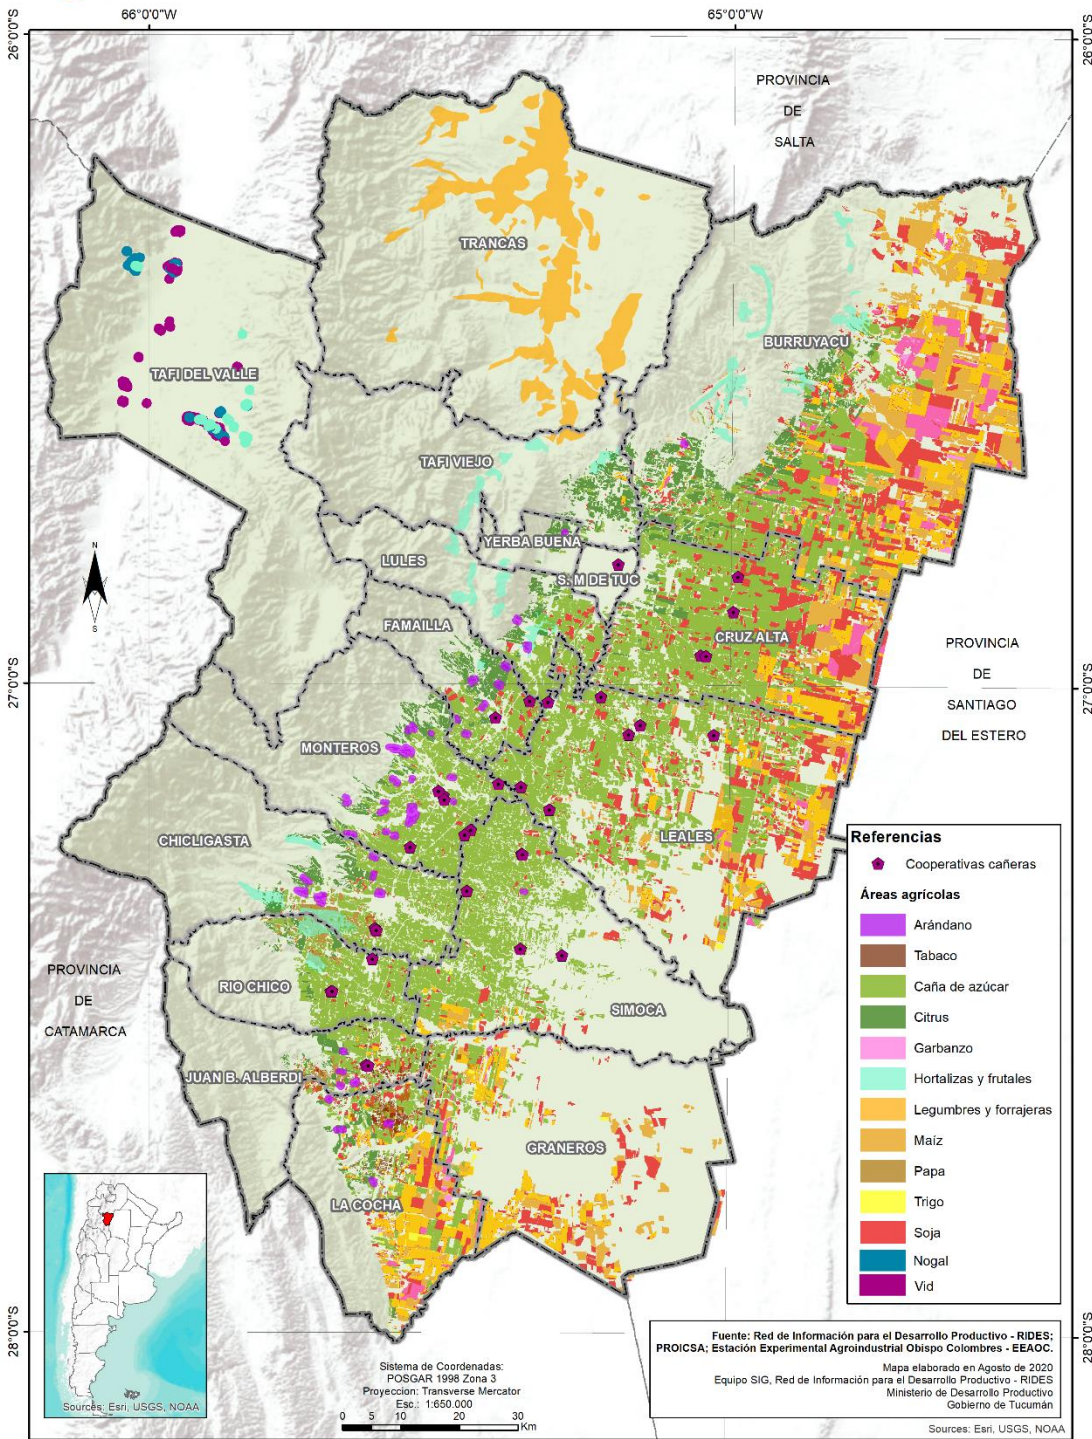 66°0'0"W
65°0'0"W
26°0'0"S
26°0'0"S
PROVINCIA
DE
SALTA
TRANCAS
BURRUYACÚ
TAFI DEL VALLE
TAFI VIEJO
YERBA BUENA
LULES
S. M DE TUC
FAMAILLA
CRUZ ALTA
N
S
27°0'0"S
27°0'0"S
PROVINCIA
DE
SANTIAGO
DEL ESTERO
MONTEROS
CHICLIGASTA
LEALES
PROVINCIA
DE
CATAMARCA
RIO CHICO
SIMOCA
JUAN B. ALBERDI
GRANEROS
LA COCHA
Referencias
Cooperativas cañeras
Áreas agrícolas
Arándano
Tabaco
Caña de azúcar
Citrus
Garbanzo
Hortalizas y frutales
Legumbres y forrajeras
Maíz
Papa
Trigo
Soja
Nogal
Vid
28°0'0"S
28°0'0"S
Sources: Esri, USGS, NOAA
Sistema de Coordenadas:
POSGAR 1998 Zona 3
Proyeccion: Transverse Mercator
Esc.: 1:650.000
0 5 10 20 30
Km
Fuente: Red de Información para el Desarrollo Productivo - RIDES;
PROICSA; Estación Experimental Agroindustrial Obispo Colombres - EEAOC.
Mapa elaborado en Agosto de 2020
Equipo SIG, Red de Información para el Desarrollo Productivo - RIDES
Ministerio de Desarrollo Productivo
Gobierno de Tucumán
Sources: Esri, USGS, NOAA